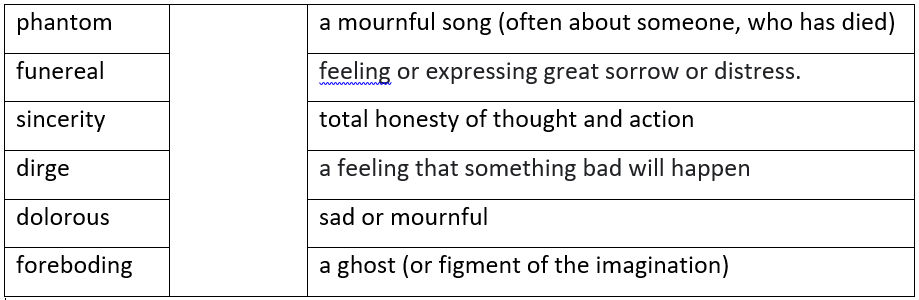 phantom a mournful song (often about someone, who has died)
funereal feeling or expressing great sorrow or distress.
sincerity total honesty of thought and action
dirge a feeling that something bad will happen
dolorous sad or mournful
foreboding a ghost (or figment of the imagination)